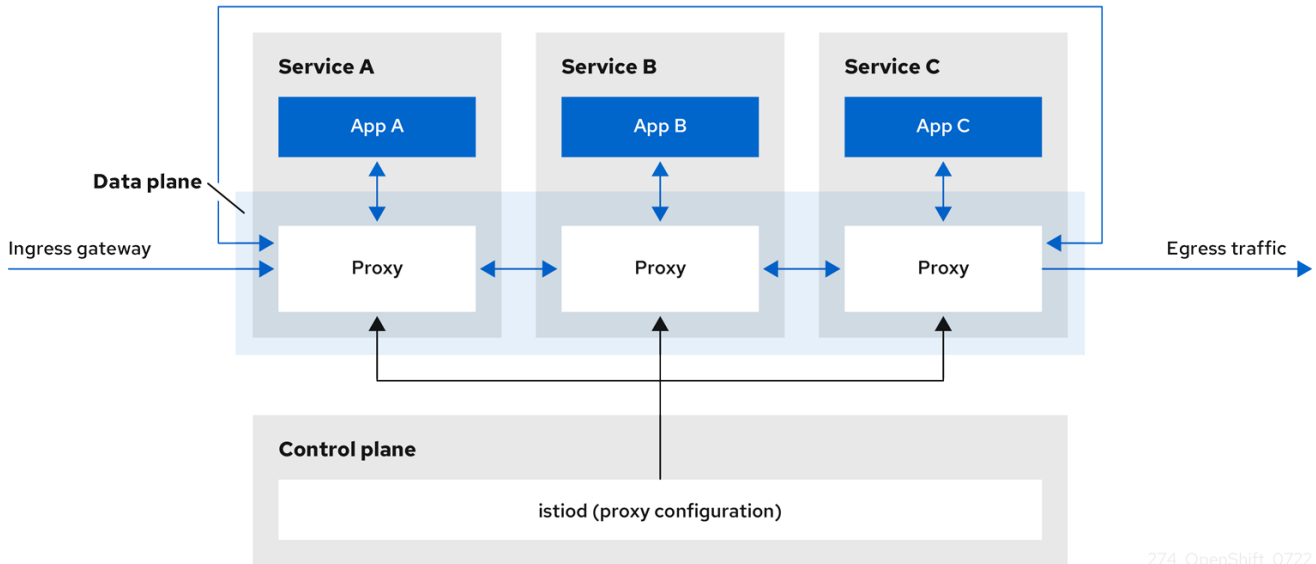 Service A
Service B
Service C
App A
App B
App C
Data plane
Ingress gateway
Proxy
Proxy
Proxy
Egress traffic
Control plane
istiod (proxy configuration)
274_OpenShift_0722